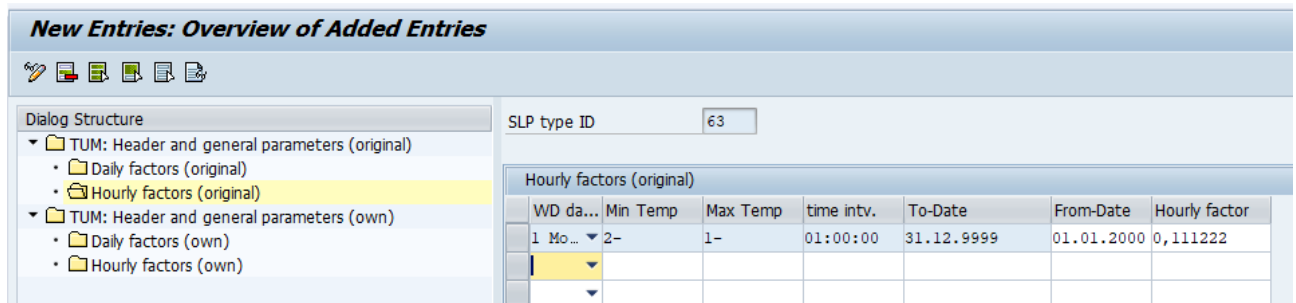 New Entries: Overview of Added Entries
Dialog Structure
TUM: Header and general parameters (original)
Daily factors (original)
Hourly factors (original)
TUM: Header and general parameters (own)
Daily factors (own)
Hourly factors (own)
SLP type ID 63
Hourly factors (original)
WD da... Min Temp Max Temp time intv. To-Date From-Date Hourly factor
1 Mo... 2- 1- 01:00:00 31.12.9999 01.01.2000 0,111222